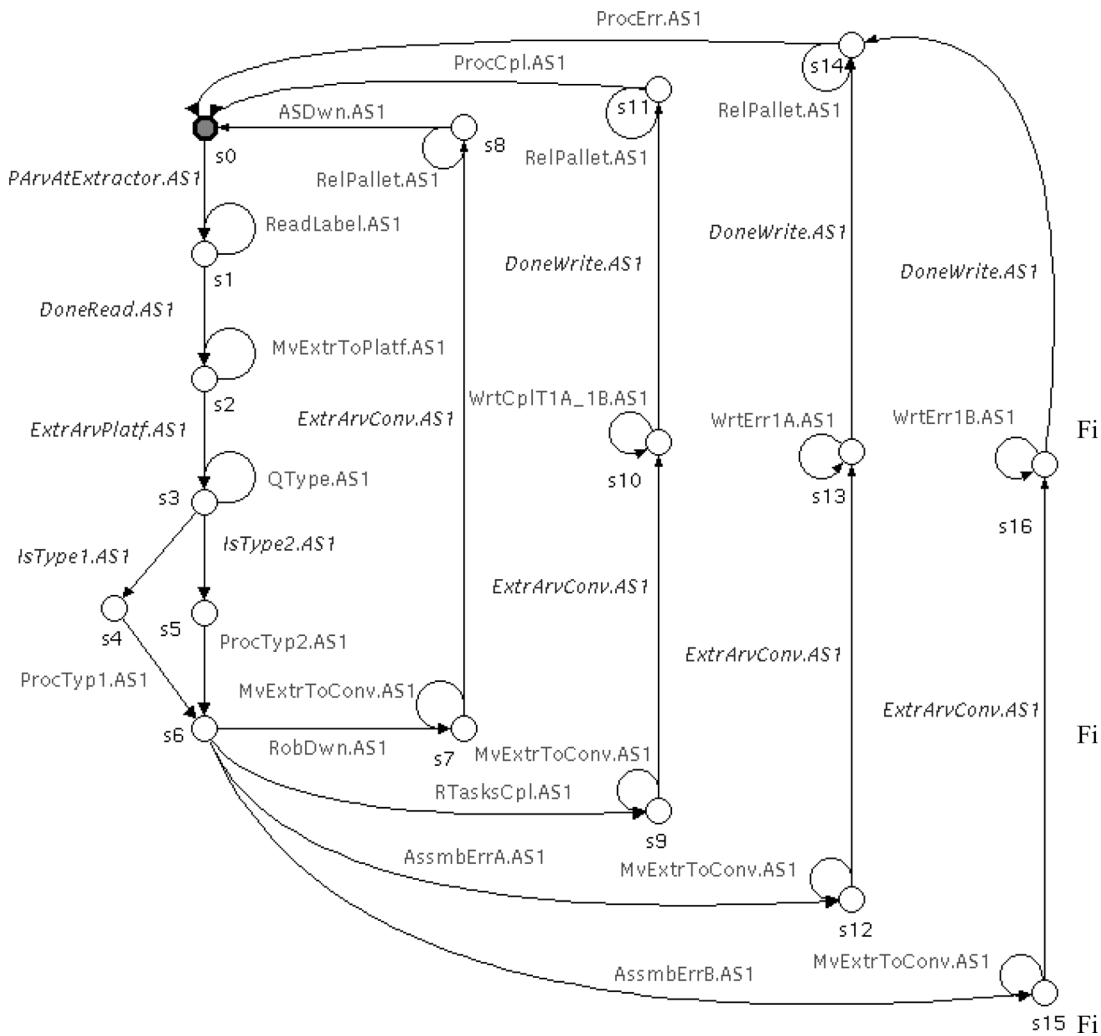 ProcErr.AS1
s14
ProcCpl.AS1
s11
ASDwn.AS1
RelPallet.AS1
s0
s8
RelPallet.AS1
PArvAtExtractor.AS1
RelPallet.AS1
ReadLabel.AS1
s1
DoneWrite.AS1
DoneWrite.AS1
DoneWrite.AS1
DoneRead.AS1
MvExtrToPlatf.AS1
s2
WrtCplT1A_1B.AS1
ExtrArvConv.AS1
WrtErr1A.AS1
WrtErr1B.AS1
ExtrArvPlatf.AS1
Fi
QType.AS1
s10
s3
s13
s16
IsType1.AS1
IsType2.AS1
ExtrArvConv.AS1
s4
s5
ProcTyp2.AS1
ExtrArvConv.AS1
ProcTyp1.AS1
MvExtrToConv.AS1
ExtrArvConv.AS1
s6
Fi
RobDwn.AS1
s7
MvExtrToConv.AS1
RTasksCpl.AS1
s9
AssmbErrA.AS1
MvExtrToConv.AS1
s12
AssmbErrB.AS1
MvExtrToConv.AS1
s15
Fi